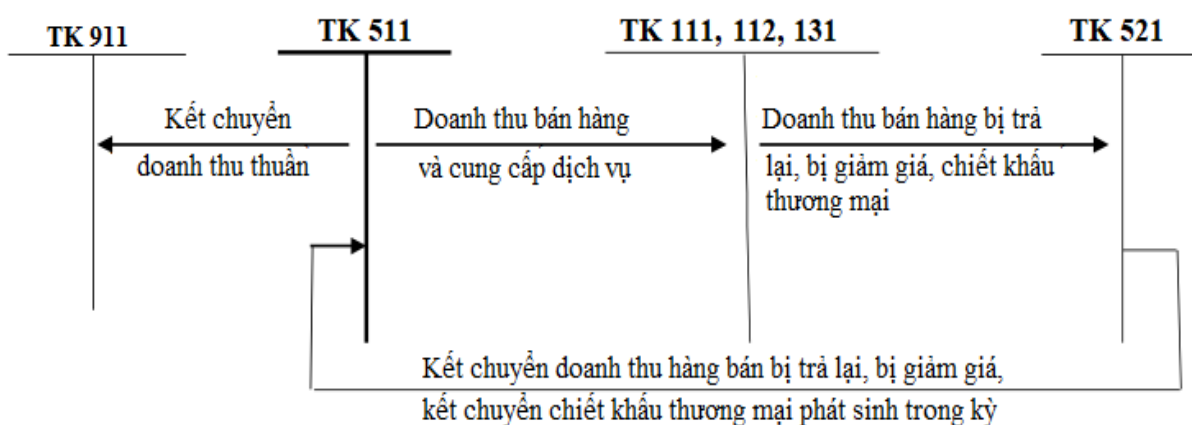 TK 911
TK 511
TK 111, 112, 131
TK 521
Kết chuyển
doanh thu thuần
Doanh thu bán hàng
và cung cấp dịch vụ
Doanh thu bán hàng bị trả
lại, bị giảm giá, chiết khấu
thương mại
Kết chuyển doanh thu hàng bán bị trả lại, bị giảm giá,
kết chuyển chiết khấu thương mại phát sinh trong kỳ